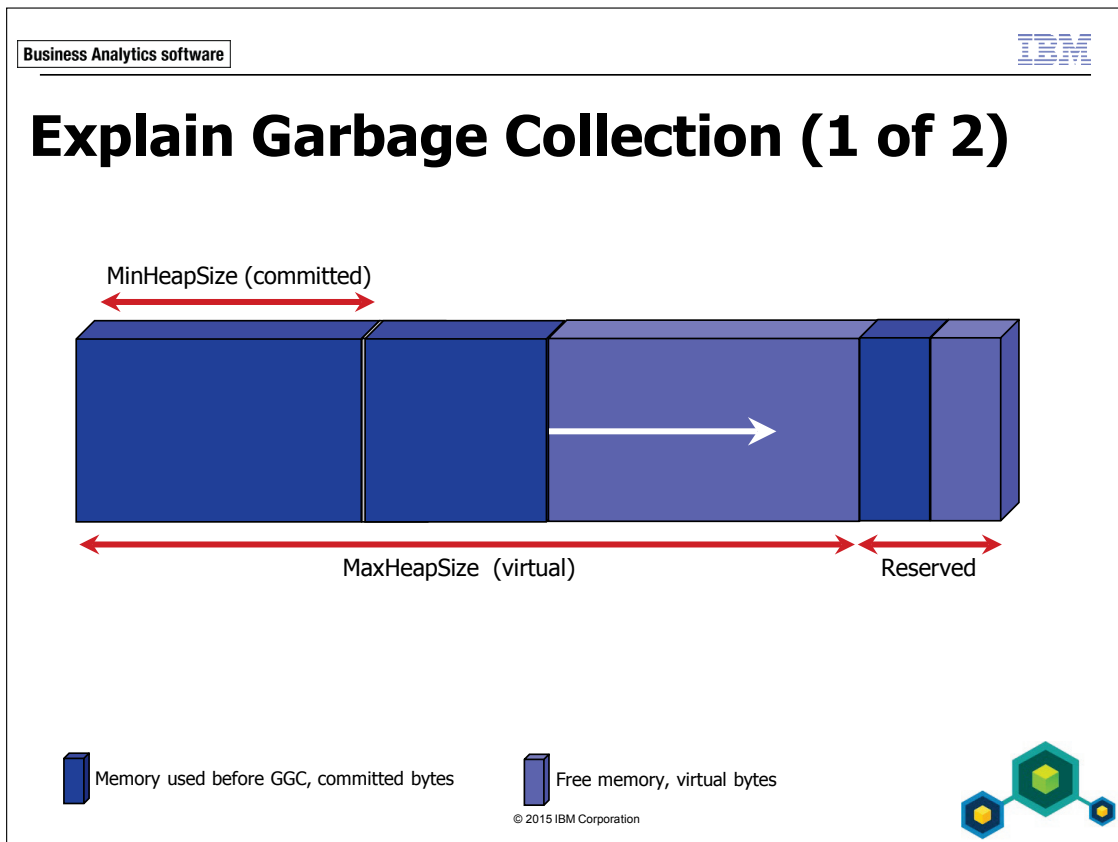 Business Analytics software
IBM
Explain Garbage Collection (1 of 2)
MinHeapSize (committed)
MaxHeapSize (virtual)
Reserved
Memory used before GGC, committed bytes
Free memory, virtual bytes
© 2015 IBM Corporation